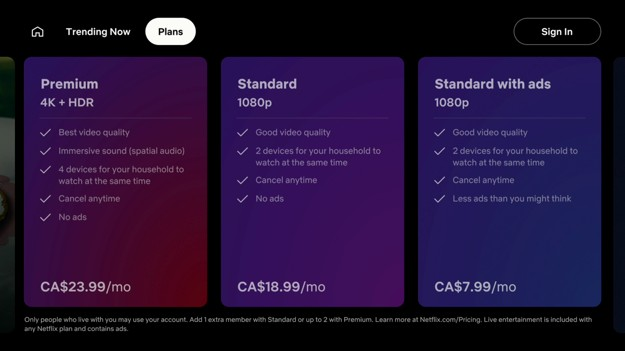 Trending Now
Plans
Sign In
Premium
4K + HDR
Best video quality
Immersive sound (spatial audio)
4 devices for your household to
watch at the same time
Cancel anytime
No ads
CA$23.99/mo
Standard
1080p
Good video quality
2 devices for your household to
watch at the same time
Cancel anytime
No ads
CA$18.99/mo
Standard with ads
1080p
Good video quality
2 devices for your household to
watch at the same time
Cancel anytime
Less ads than you might think
CA$7.99/mo
Only people who live with you may use your account. Add 1 extra member with Standard or up to 2 with Premium. Learn more at Netflix.com/Pricing. Live entertainment is included with
any Netflix plan and contains ads.